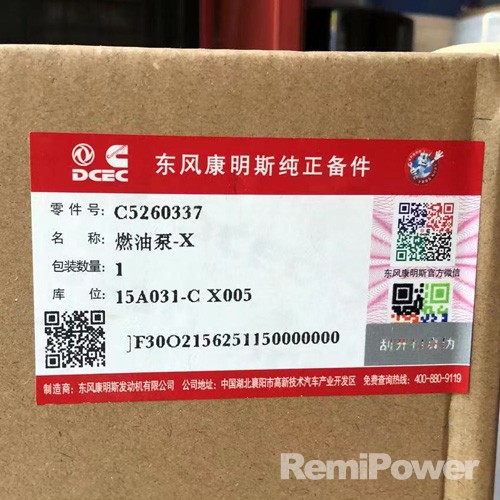 DCEC
东风康明斯纯正备件
零件号: C5260337
名 称: 燃油泵-X
包装数量: 1
库 位: 15A031-C X005
东风康明斯官方微信
]F30O2156251150000000
刮开
制造商: 东风康明斯发动机有限公司 公司地址: 中国湖北襄阳市高新技术汽车产业开发区 免费查询热线: 400-880-9119
RemiPower